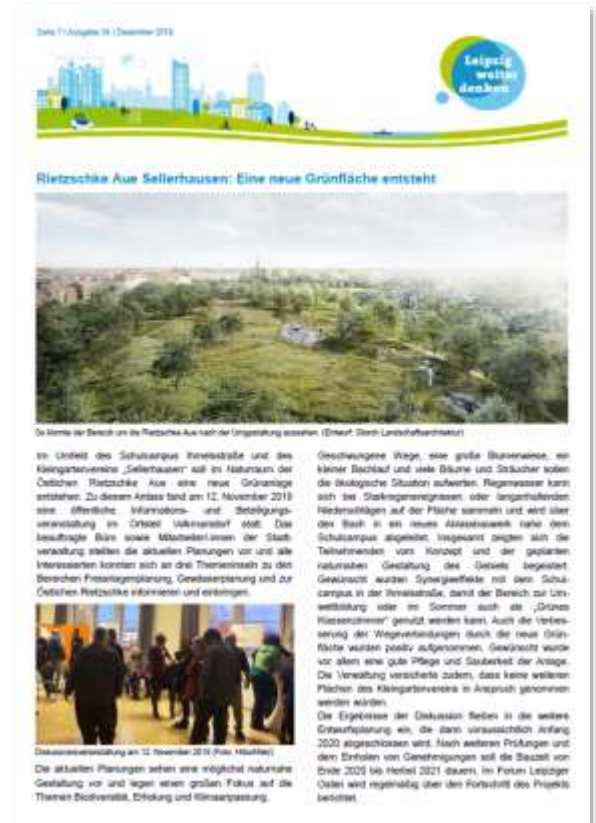 Seite 7 I Ausgabe 34 I Dezember 2019
Leipzig
weiter
denken
Rietzschke Aue Sellerhausen: Eine neue Grünfläche entsteht
So könnte der Bereich um die Rietzschke Aue nach der Umgestaltung aussehen. (Entwurf: Storch Landschaftsarchitektur)
Im Umfeld des Schulcampus Ihmelsstraße und des
Kleingartenvereins „Sellerhausen“ soll im Naturraum der
Östlichen Rietzschke Aue eine neue Grünanlage
entstehen. Zu diesem Anlass fand am 12. November 2019
eine öffentliche Informations- und Beteiligungs-
veranstaltung im Ortsteil Volkmarsdorf statt. Das
beauftragte Büro sowie Mitarbeiter/-innen der Stadt-
verwaltung stellten die aktuellen Planungen vor und alle
Interessierten konnten sich an drei Themeninseln zu den
Bereichen Freianlagenplanung, Gewässerplanung und zur
Östlichen Rietzschke informieren und einbringen.
Diskussionsveranstaltung am 12. November 2019 (Foto: Hitschfeld)
Die aktuellen Planungen sehen eine möglichst naturnahe
Gestaltung vor und legen einen großen Fokus auf die
Themen Biodiversität, Erholung und Klimaanpassung.
Geschwungene Wege, eine große Blumenwiese, ein
kleiner Bachlauf und viele Bäume und Sträucher sollen
die ökologische Situation aufwerten. Regenwasser kann
sich bei Starkregenereignissen oder langanhaltenden
Niederschlägen auf der Fläche sammeln und wird über
den Bach in ein neues Ablassbauwerk nahe dem
Schulcampus abgeleitet. Insgesamt zeigten sich die
Teilnehmenden vom Konzept und der geplanten
naturnahen Gestaltung des Gebiets begeistert.
Gewünscht wurden Synergieeffekte mit dem Schul-
campus in der Ihmelsstraße, damit der Bereich zur Um-
weltbildung oder im Sommer auch als „Grünes
Klassenzimmer“ genutzt werden kann. Auch die Verbes-
serung der Wegeverbindungen durch die neue Grün-
fläche wurden positiv aufgenommen. Gewünscht wurde
vor allem eine gute Pflege und Sauberkeit der Anlage.
Die Verwaltung versicherte zudem, dass keine weiteren
Flächen des Kleingartenvereins in Anspruch genommen
werden würden.
Die Ergebnisse der Diskussion fließen in die weitere
Entwurfsplanung ein, die dann voraussichtlich Anfang
2020 abgeschlossen wird. Nach weiteren Prüfungen und
dem Einholen von Genehmigungen soll die Bauzeit von
Ende 2020 bis Herbst 2021 dauern. Im Forum Leipziger
Osten wird regelmäßig über den Fortschritt des Projekts
berichtet.